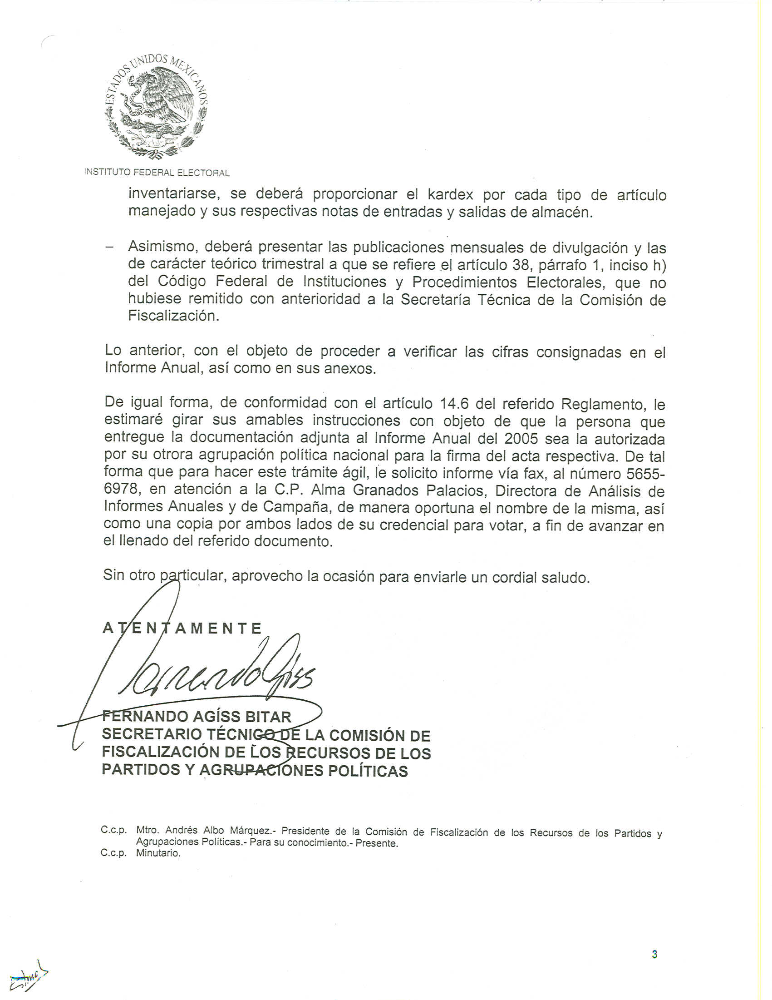 ESTADOS UNIDOS MEXICANOS
INSTITUTO FEDERAL ELECTORAL
inventariarse, se deberá proporcionar el kardex por cada tipo de artículo
manejado y sus respectivas notas de entradas y salidas de almacén.
– Asimismo, deberá presentar las publicaciones mensuales de divulgación y las
de carácter teórico trimestral a que se refiere el artículo 38, párrafo 1, inciso h)
del Código Federal de Instituciones y Procedimientos Electorales, que no
hubiese remitido con anterioridad a la Secretaría Técnica de la Comisión de
Fiscalización.
Lo anterior, con el objeto de proceder a verificar las cifras consignadas en el
Informe Anual, así como en sus anexos.
De igual forma, de conformidad con el artículo 14.6 del referido Reglamento, le
estimaré girar sus amables instrucciones con objeto de que la persona que
entregue la documentación adjunta al Informe Anual del 2005 sea la autorizada
por su otrora agrupación política nacional para la firma del acta respectiva. De tal
forma que para hacer este trámite ágil, le solicito informe vía fax, al número 5655-
6978, en atención a la C.P. Alma Granados Palacios, Directora de Análisis de
Informes Anuales y de Campaña, de manera oportuna el nombre de la misma, así
como una copia por ambos lados de su credencial para votar, a fin de avanzar en
el llenado del referido documento.
Sin otro particular, aprovecho la ocasión para enviarle un cordial saludo.
A T E N T A M E N T E
Fernando Agiss
FERNANDO AGÍSS BITAR
SECRETARIO TÉCNICO DE LA COMISIÓN DE
FISCALIZACIÓN DE LOS RECURSOS DE LOS
PARTIDOS Y AGRUPACIONES POLÍTICAS
C.c.p. Mtro. Andrés Albo Márquez.- Presidente de la Comisión de Fiscalización de los Recursos de los Partidos y
Agrupaciones Políticas.- Para su conocimiento.- Presente.
C.c.p. Minutario.
3